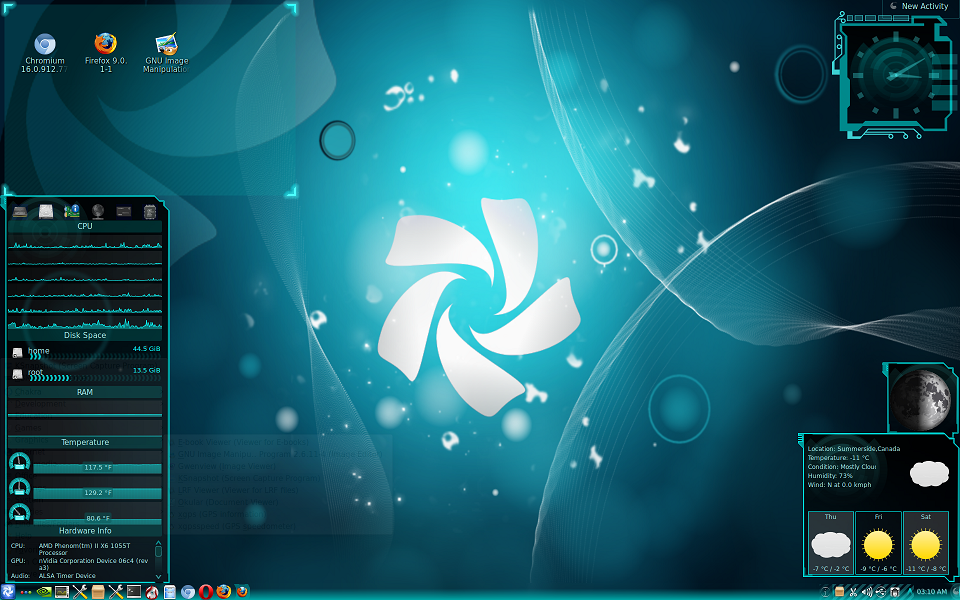 New Activity
Chromium
16.0.912.77
Firefox 9.0.
1-1
GNU Image
Manipulatio
CPU
Disk Space
home
44.5 GiB
root
13.5 GiB
RAM
Temperature
117.5 °F
129.2 °F
80.6 °F
Hardware Info
CPU: AMD Phenom(tm) II X6 1055T
Processor
GPU: nVidia Corporation Device 06c4 (rev
a3)
Audio: ALSA Timer Device
Location: Summerside,Canada
Temperature: -11 °C
Condition: Mostly Clou
Humidity: 73%
Wind: N at 0.0 kmph
Thu
Fri
Sat
-7 °C / -2 °C
-9 °C / -6 °C
-11 °C / -8 °C
03:10 AM